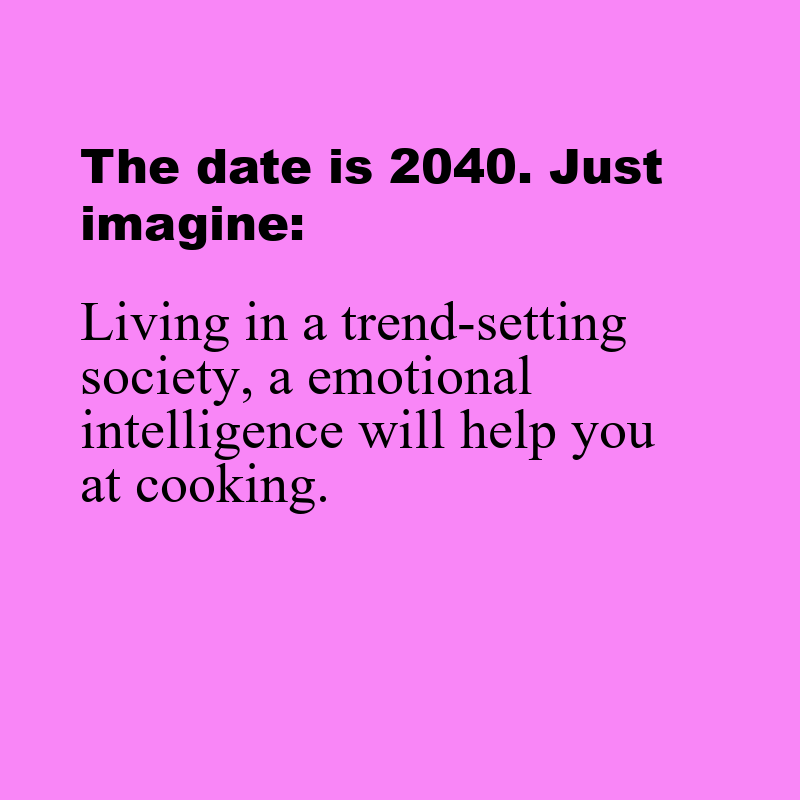 The date is 2040. Just
imagine:
Living in a trend-setting
society, a emotional
intelligence will help you
at cooking.